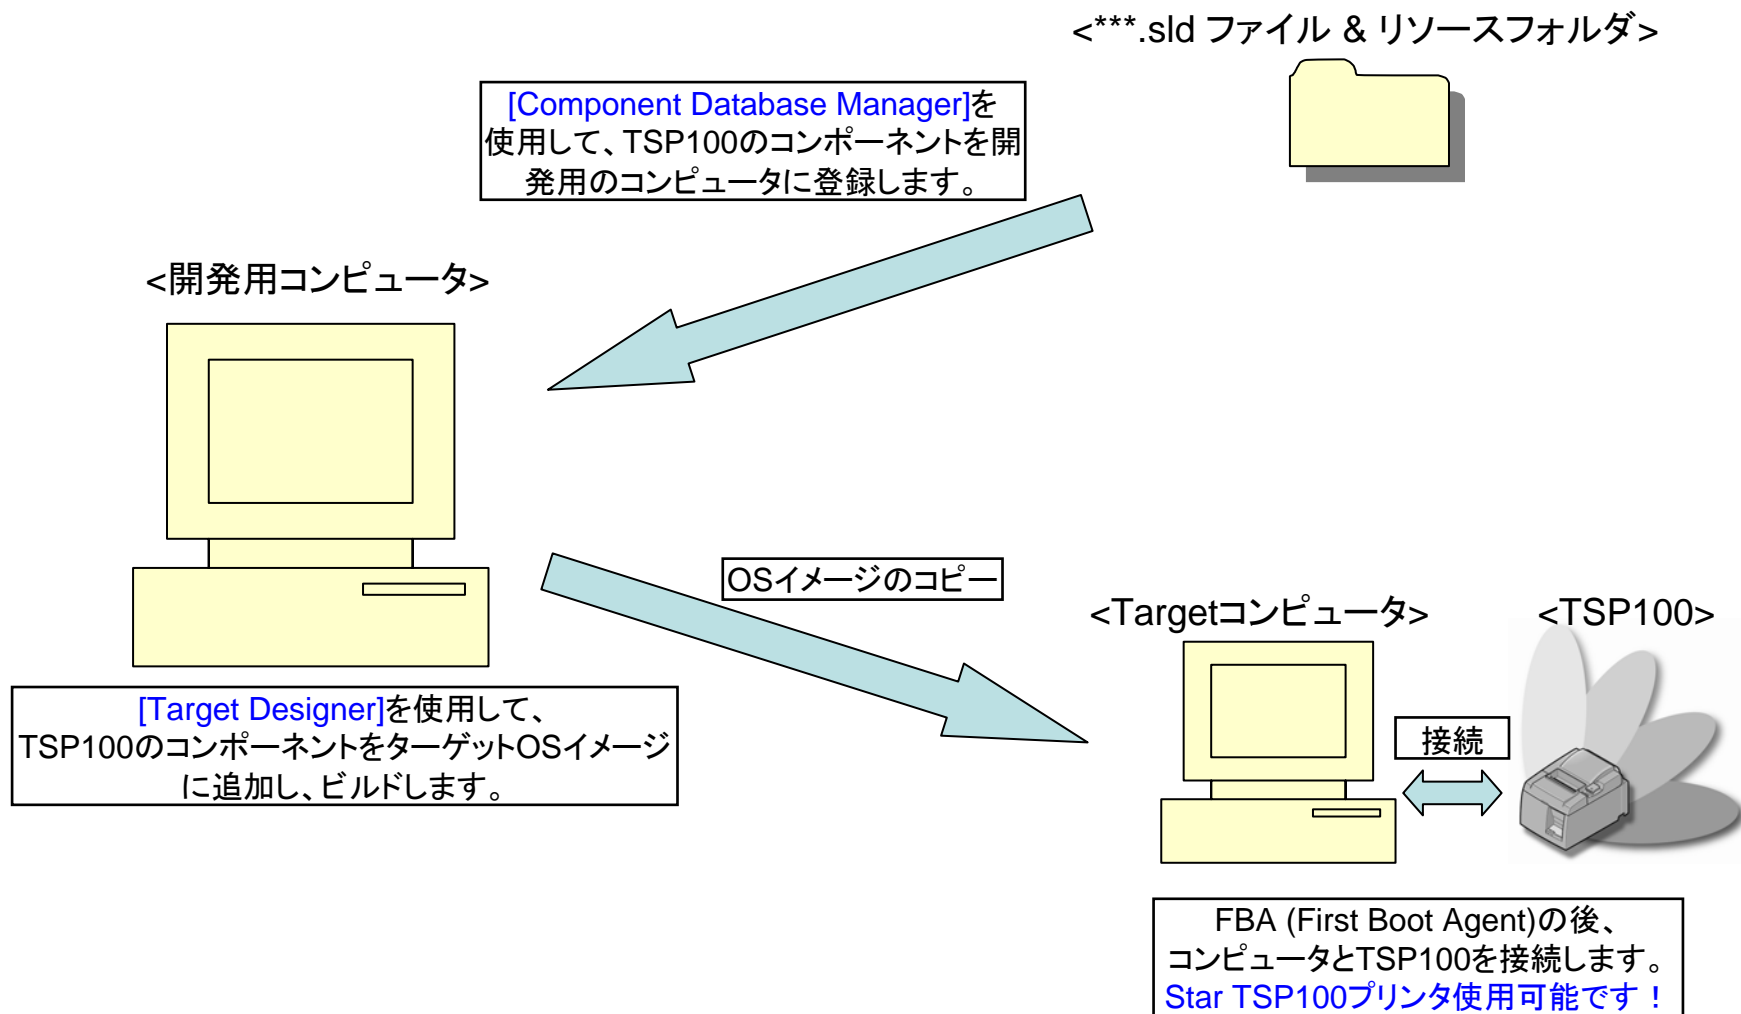 <***.sld ファイル & リソースフォルダ>
[Component Database Manager]を
使用して、TSP100のコンポーネントを開
発用のコンピュータに登録します。
<開発用コンピュータ>
OSイメージのコピー
<Targetコンピュータ>
<TSP100>
[Target Designer]を使用して、
TSP100のコンポーネントをターゲットOSイメージ
に追加し、ビルドします。
接続
FBA (First Boot Agent)の後、
コンピュータとTSP100を接続します。
Star TSP100プリンタ使用可能です！